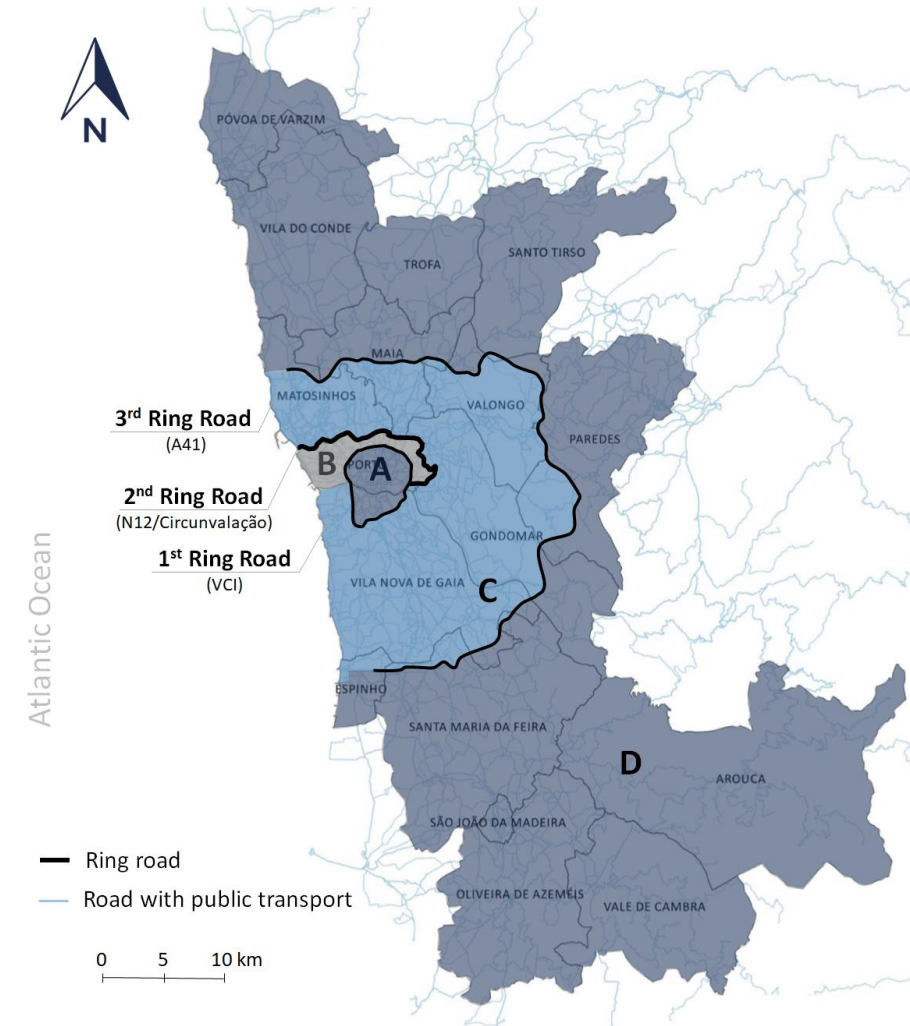 N
PÓVOA DE VARZIM
VILA DO CONDE
TROFA
SANTO TIRSO
MAIA
MATOSINHOS
VALONGO
3rd Ring Road
(A41)
PAREDES
B
PORTO
A
2nd Ring Road
(N12/Circunvalação)
GONDOMAR
1st Ring Road
(VCI)
VILA NOVA DE GAIA
C
Atlantic Ocean
ESPINHO
SANTA MARIA DA FEIRA
D
AROUCA
SÃO JOÃO DA MADEIRA
Ring road
Road with public transport
OLIVEIRA DE AZEMÉIS
VALE DE CAMBRA
0 5 10 km